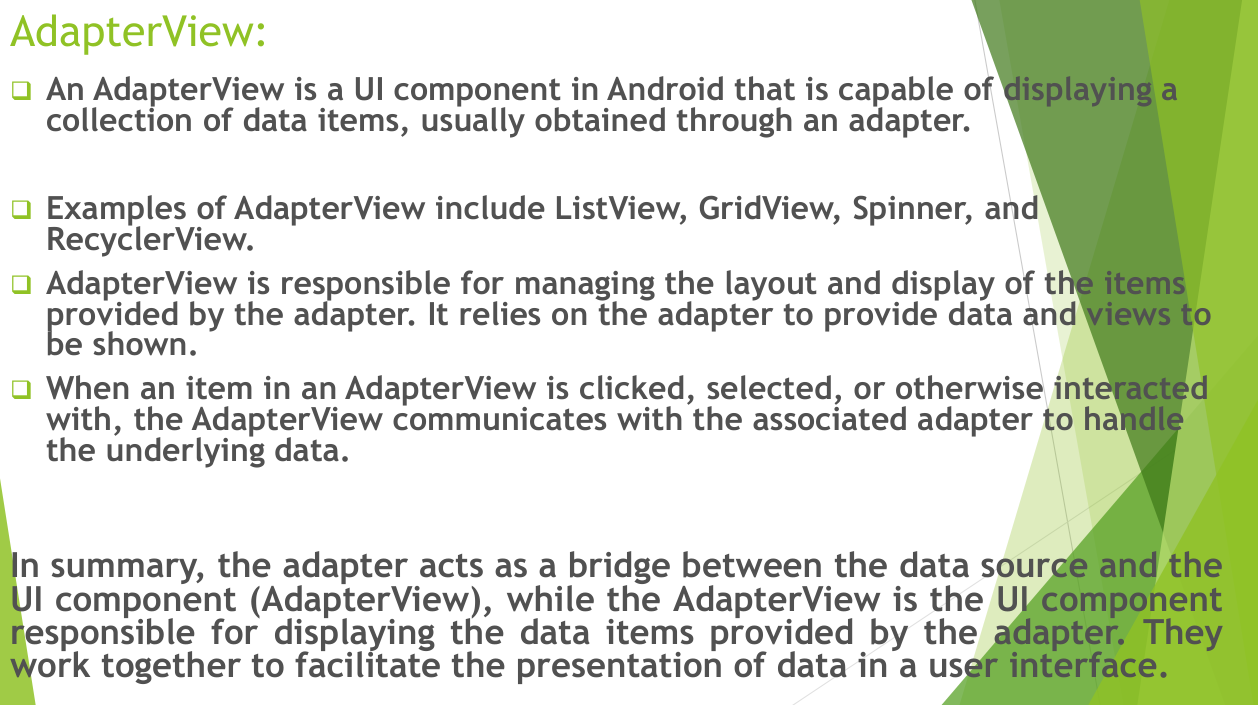 AdapterView:
An AdapterView is a UI component in Android that is capable of displaying a
collection of data items, usually obtained through an adapter.
Examples of AdapterView include ListView, GridView, Spinner, and
RecyclerView.
AdapterView is responsible for managing the layout and display of the items
provided by the adapter. It relies on the adapter to provide data and views to
be shown.
When an item in an AdapterView is clicked, selected, or otherwise interacted
with, the AdapterView communicates with the associated adapter to handle
the underlying data.
In summary, the adapter acts as a bridge between the data source and the
UI component (AdapterView), while the AdapterView is the UI component
responsible for displaying the data items provided by the adapter. They
work together to facilitate the presentation of data in a user interface.